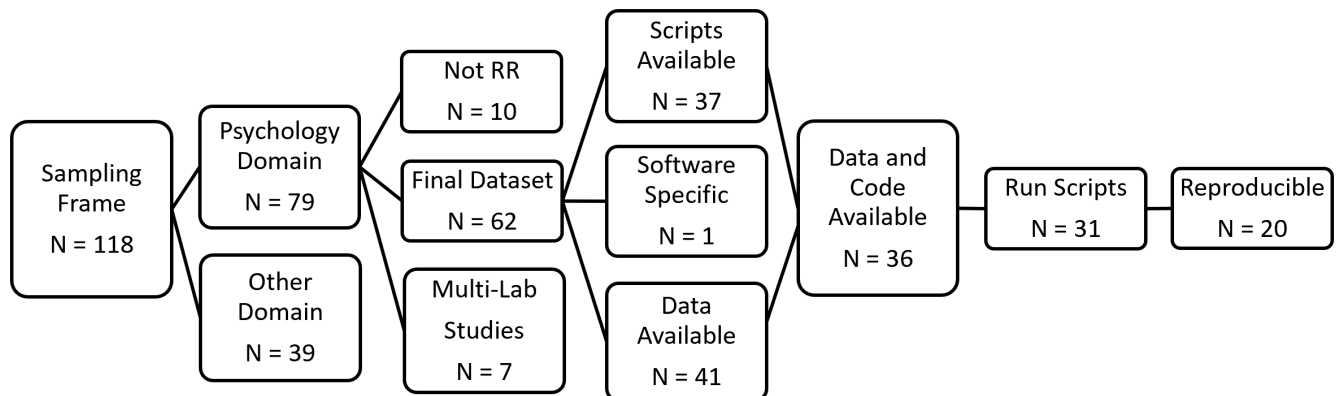 Sampling
Frame
N = 118
Psychology
Domain
N = 79
Other
Domain
N = 39
Not RR
N = 10
Final Dataset
N = 62
Multi-Lab
Studies
N = 7
Scripts
Available
N = 37
Software
Specific
N = 1
Data
Available
N = 41
Data and
Code
Available
N = 36
Run Scripts
N = 31
Reproducible
N = 20